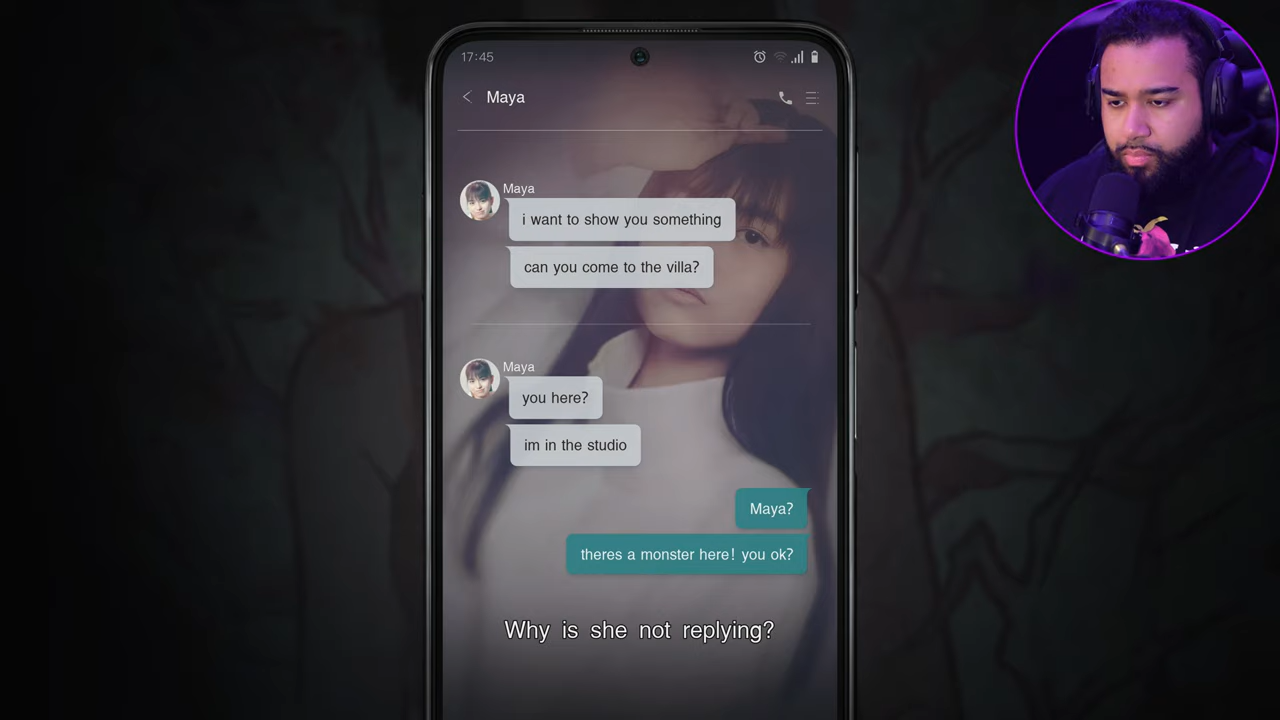 17:45
Maya
Maya
i want to show you something
can you come to the villa?
Maya
you here?
im in the studio
Maya?
theres a monster here! you ok?
Why is she not replying?